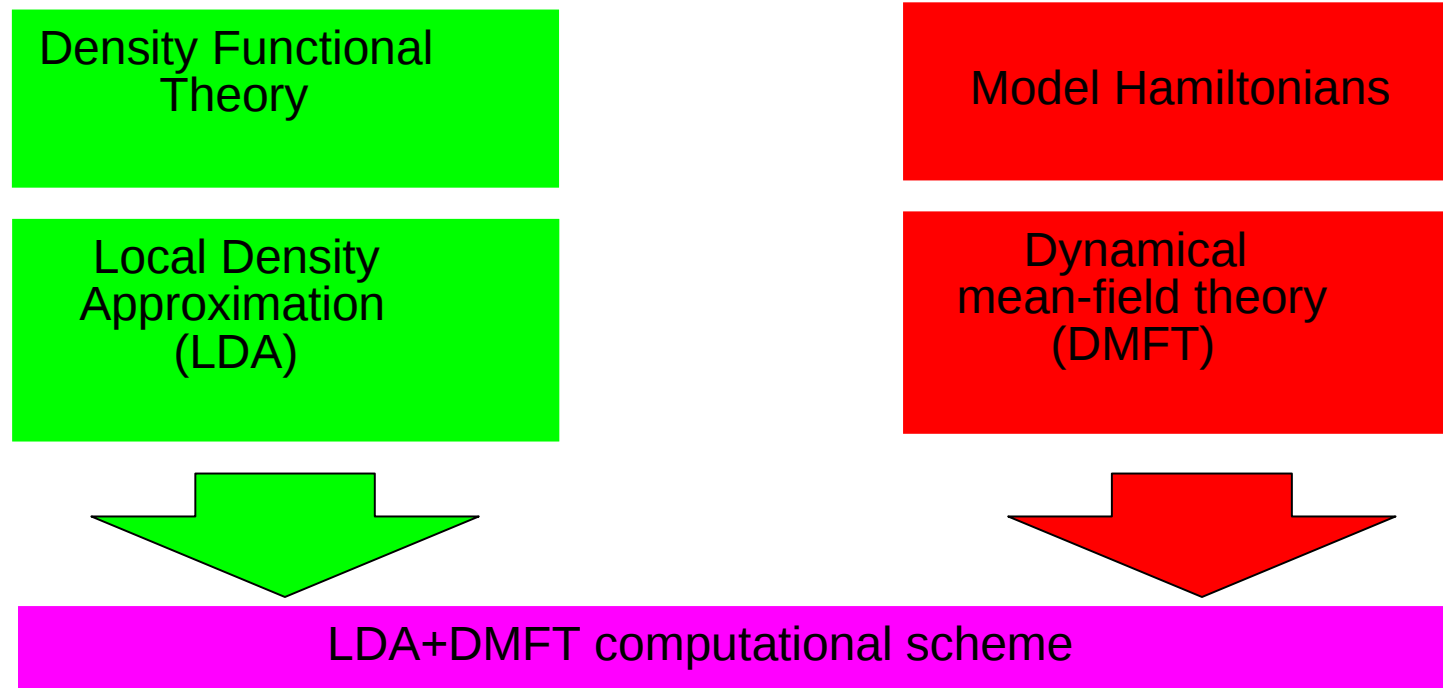 Density Functional
Theory
Model Hamiltonians
Local Density
Approximation
(LDA)
Dynamical
mean-field theory
(DMFT)
LDA+DMFT computational scheme